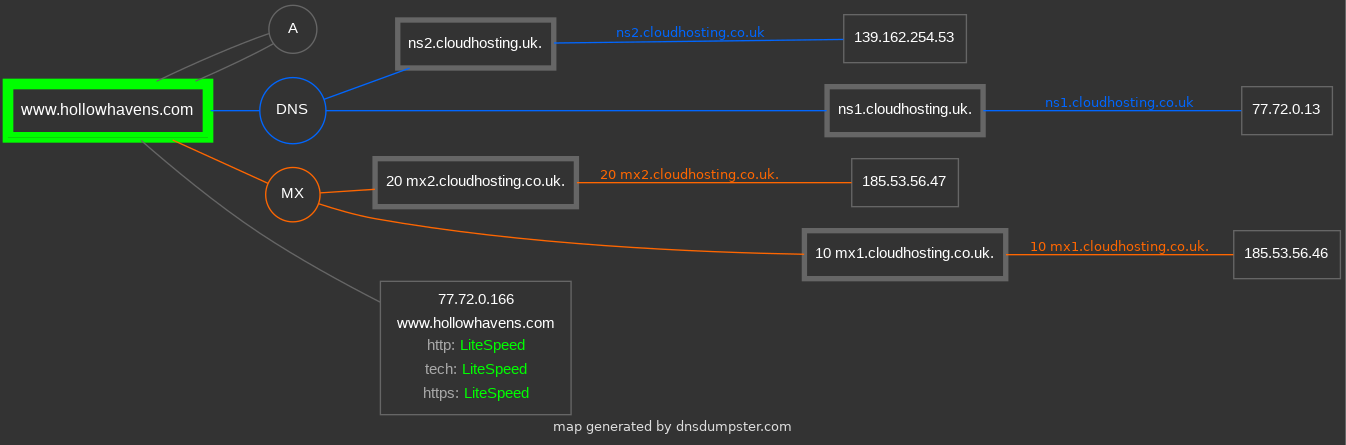 A
ns2.cloudhosting.uk.
ns2.cloudhosting.co.uk
139.162.254.53
www.hollowhavens.com
DNS
ns1.cloudhosting.uk.
ns1.cloudhosting.co.uk
77.72.0.13
MX
20 mx2.cloudhosting.co.uk.
20 mx2.cloudhosting.co.uk.
185.53.56.47
10 mx1.cloudhosting.co.uk.
10 mx1.cloudhosting.co.uk.
185.53.56.46
77.72.0.166
www.hollowhavens.com
http: LiteSpeed
tech: LiteSpeed
https: LiteSpeed
map generated by dnsdumpster.com